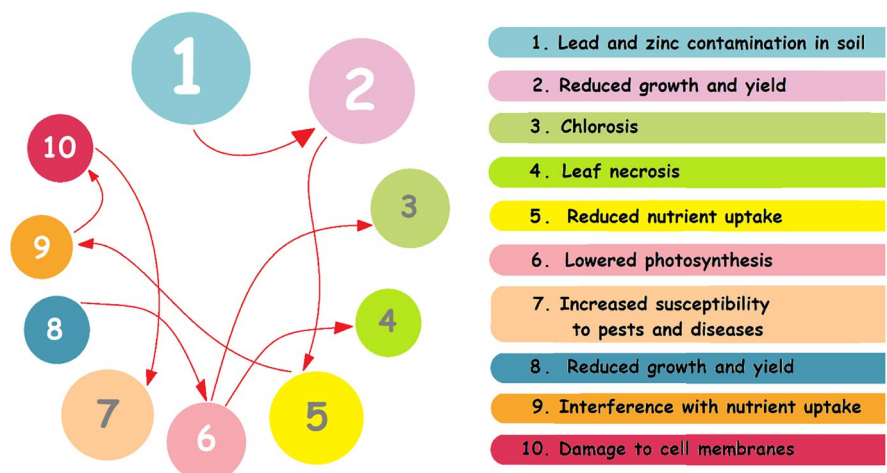 1
2
3
4
5
6
7
8
9
10
1. Lead and zinc contamination in soil
2. Reduced growth and yield
3. Chlorosis
4. Leaf necrosis
5. Reduced nutrient uptake
6. Lowered photosynthesis
7. Increased susceptibility
to pests and diseases
8. Reduced growth and yield
9. Interference with nutrient uptake
10. Damage to cell membranes